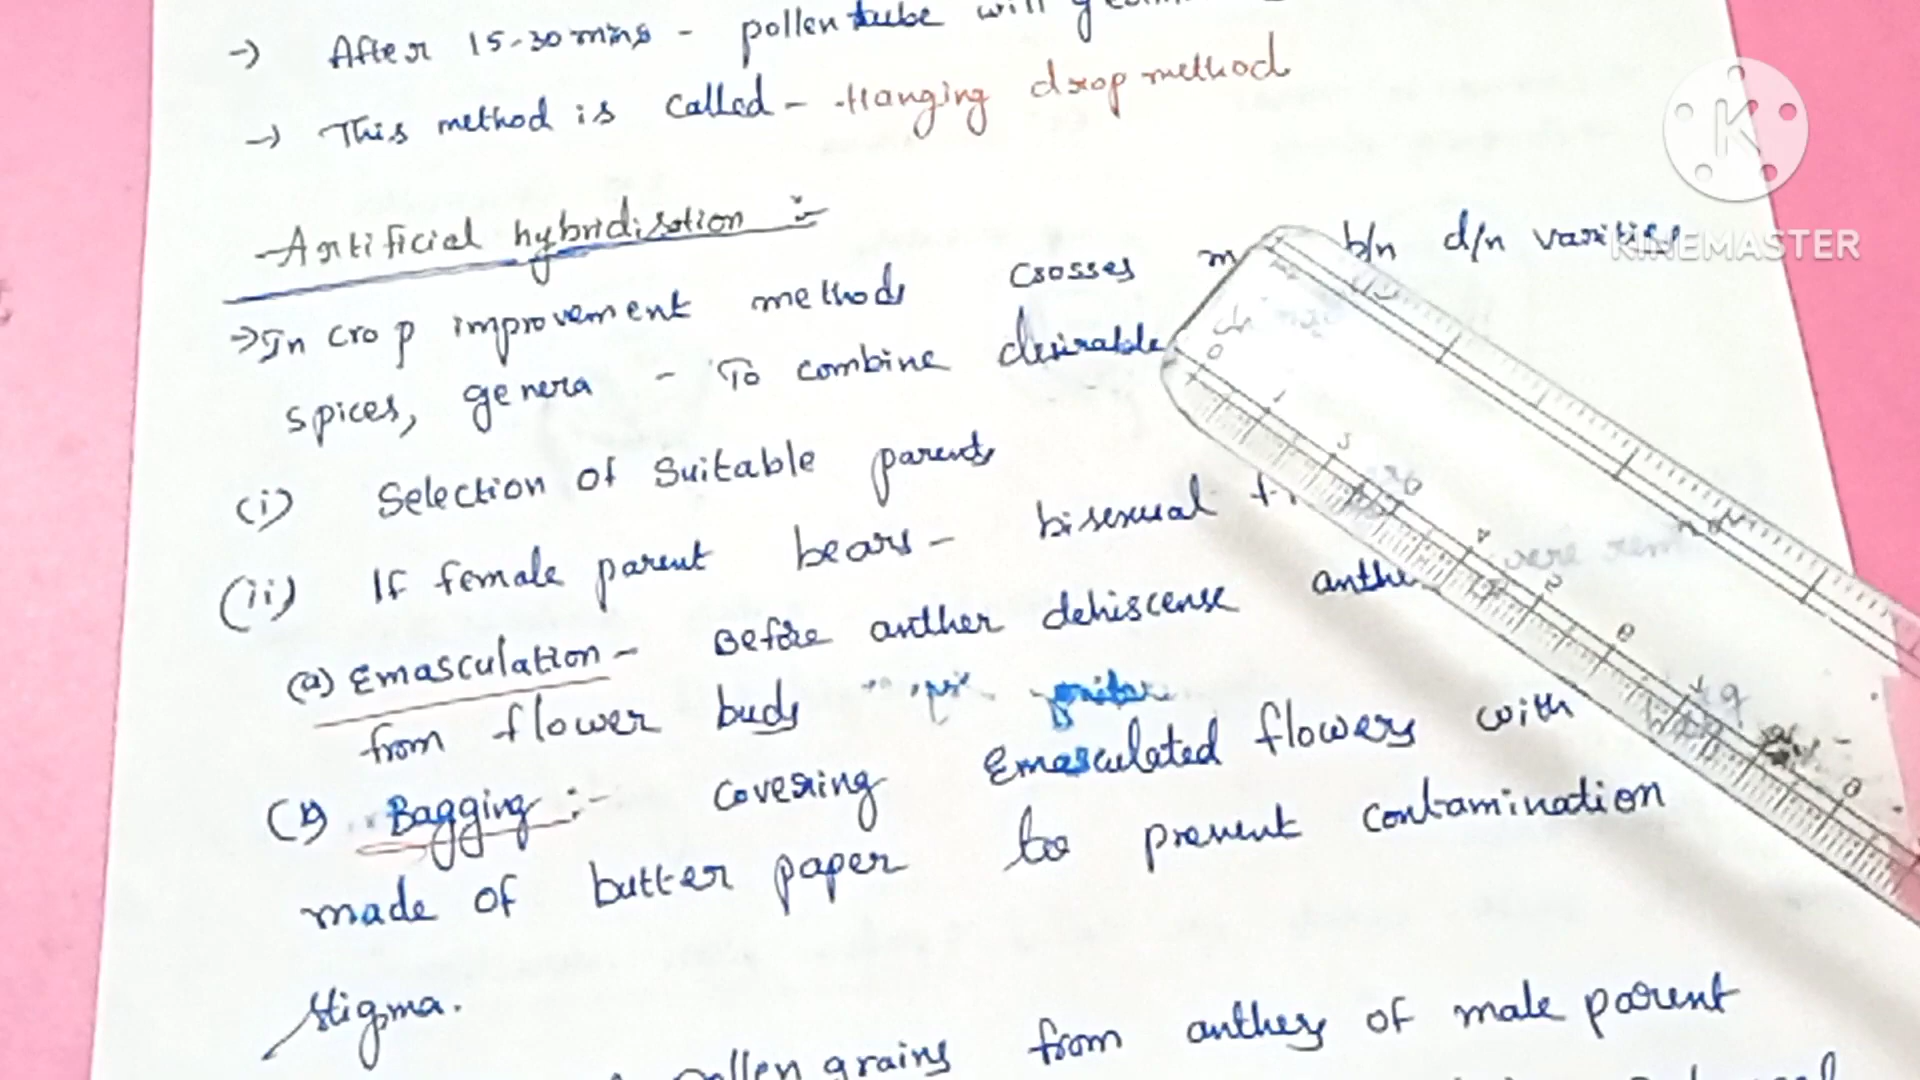 → After 15-30 mins - pollen tube will
→ This method is called - Hanging drop method
KINEMASTER
Artificial hybridisation :-
→ In crop improvement methods crosses b/n d/n varities
spices, genera - To combine desirable
(i) Selection of suitable parents
(ii) If female parent bears - bisexual
(a) Emasculation - Before anther dehiscense
from flower buds
Bagging :- covering Emasculated flowers with
made of butter paper to prevent contamination
stigma.
pollen grains from anthers of male parent